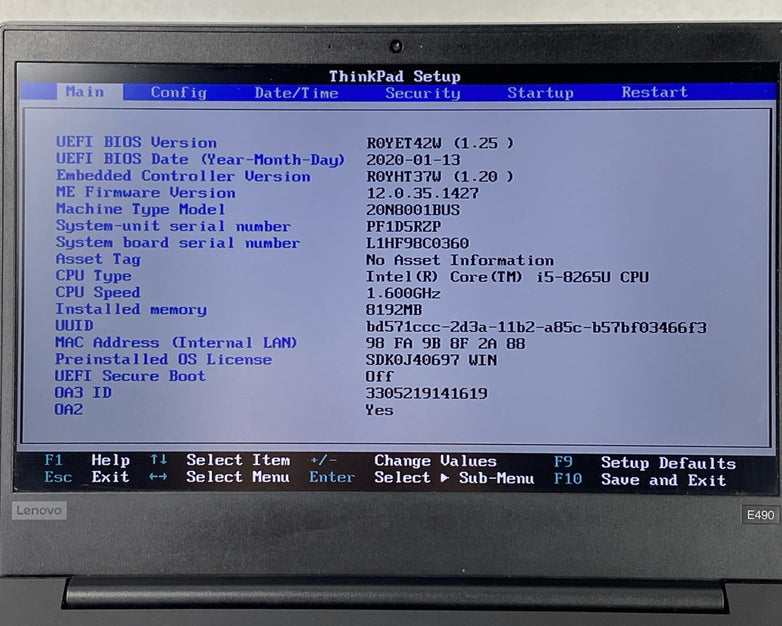 ThinkPad Setup
Main Config Date/Time Security Startup Restart
UEFI BIOS Version R0YET42W (1.25 )
UEFI BIOS Date (Year-Month-Day) 2020-01-13
Embedded Controller Version R0YHT37W (1.20 )
ME Firmware Version 12.0.35.1427
Machine Type Model 20N8001BUS
System-unit serial number PF1D5RZP
System board serial number L1HF98C0360
Asset Tag No Asset Information
CPU Type Intel(R) Core(TM) i5-8265U CPU
CPU Speed 1.600GHz
Installed memory 8192MB
UUID bd571ccc-2d3a-11b2-a85c-b57bf03466f3
MAC Address (Internal LAN) 98 FA 9B 8F 2A 88
Preinstalled OS License SDK0J40697 WIN
UEFI Secure Boot Off
OA3 ID 3305219141619
OA2 Yes
F1 Help ↑↓ Select Item +/- Change Values F9 Setup Defaults
Esc Exit ←→ Select Menu Enter Select ▶ Sub-Menu F10 Save and Exit
Lenovo
E490